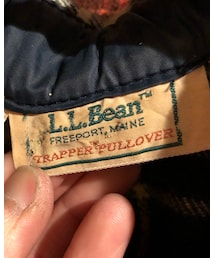 L.L.Bean™
FREEPORT, MAINE
TRAPPER PULLOVER